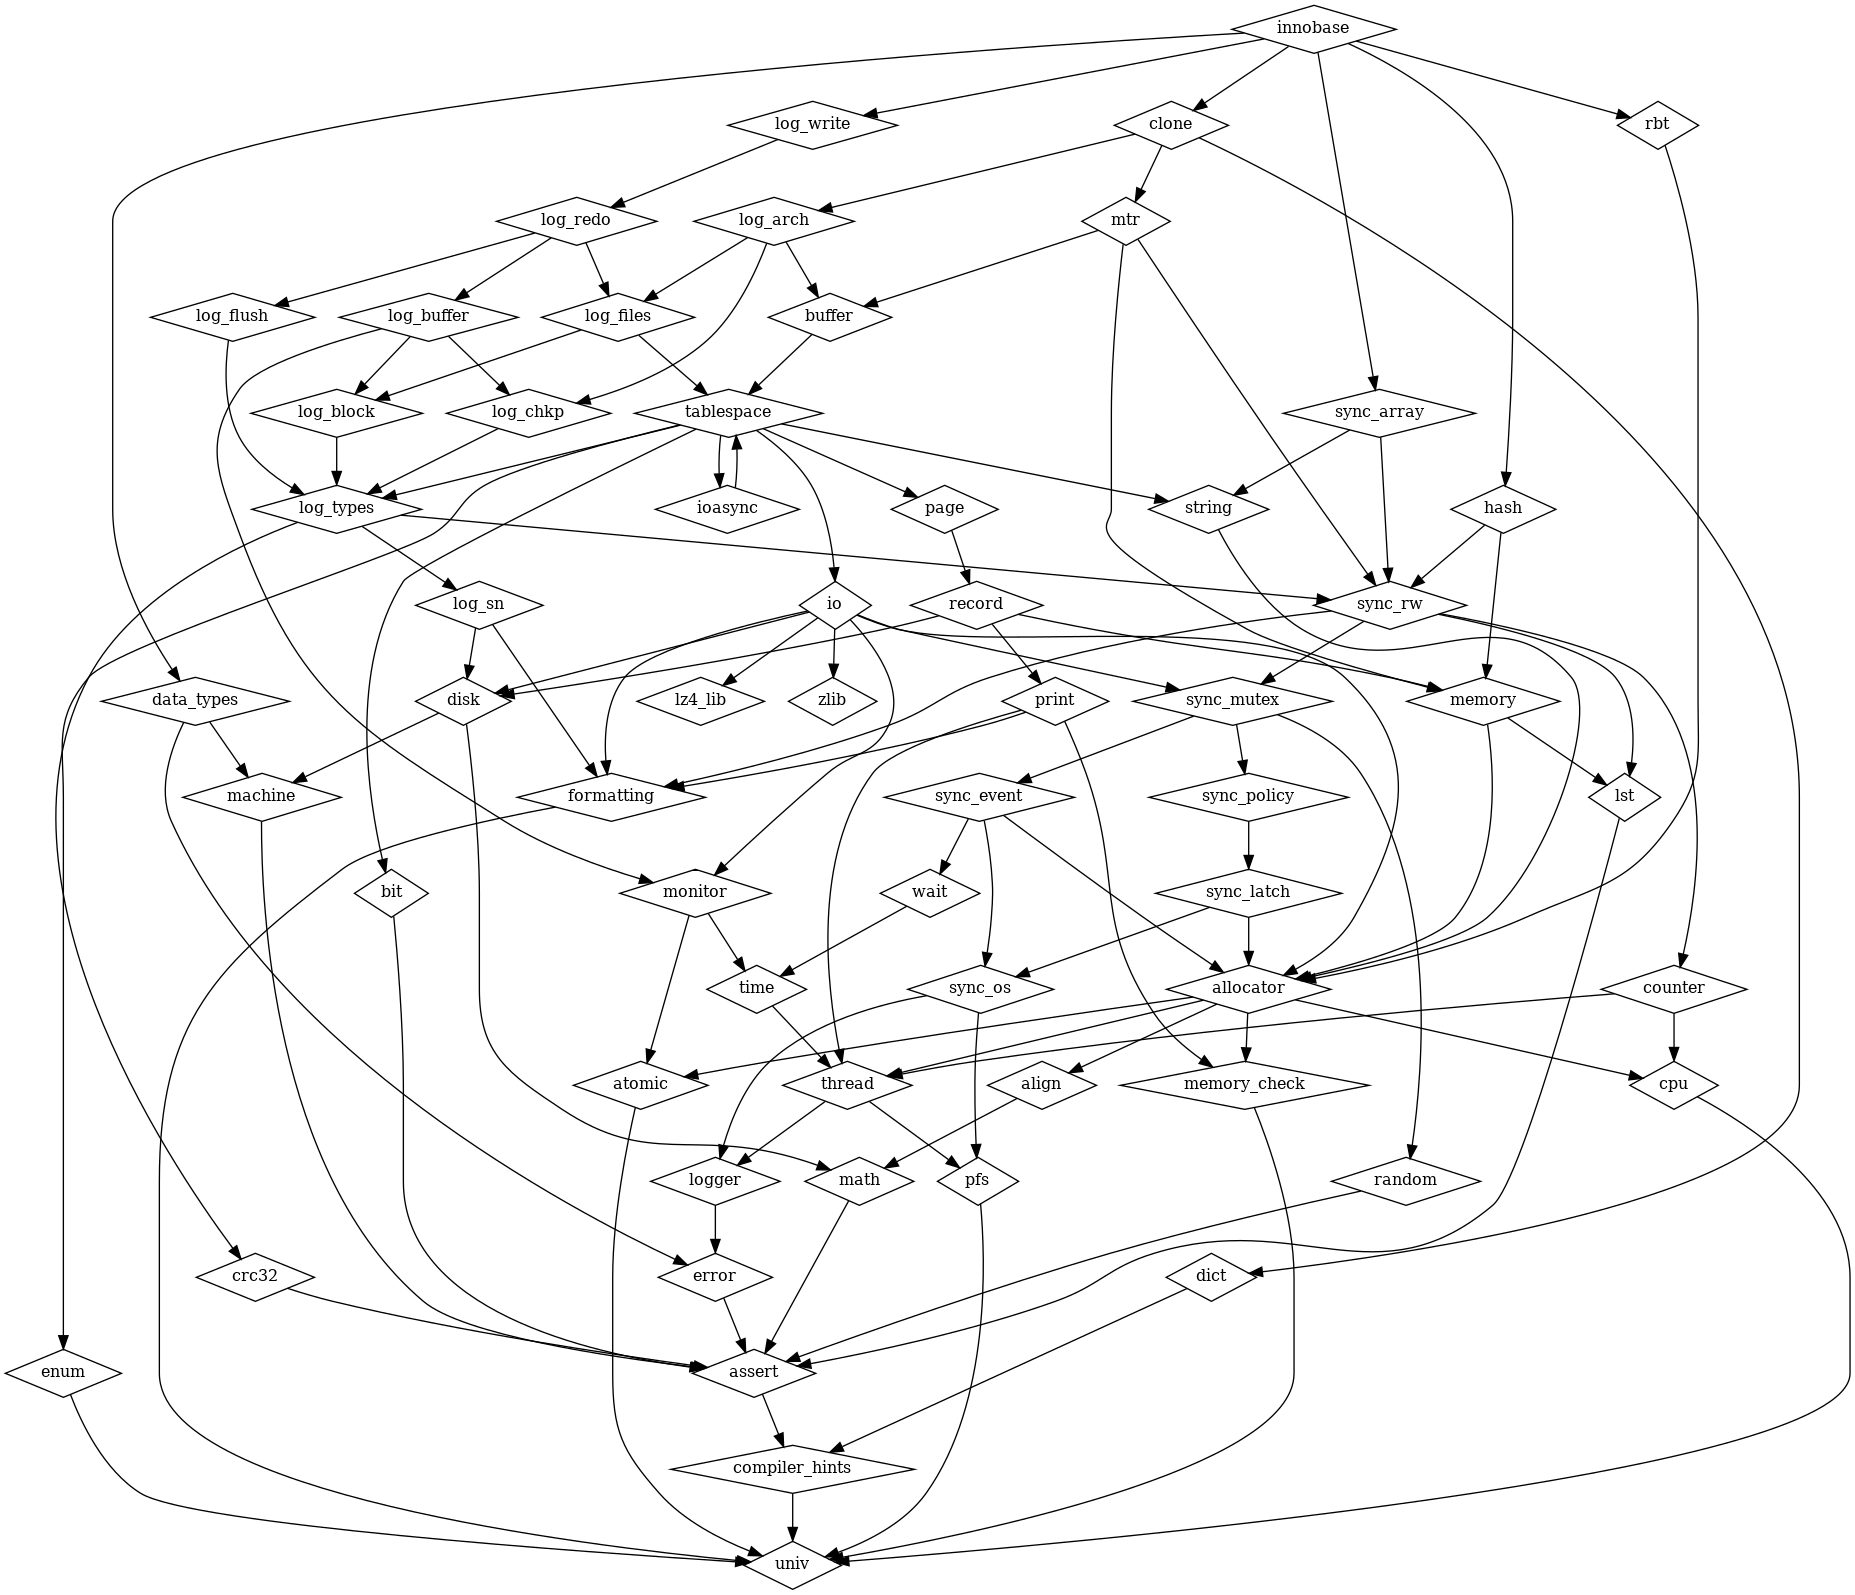 innobase
log_write
clone
rbt
log_redo
log_arch
mtr
log_flush
log_buffer
log_files
buffer
log_block
log_chkp
tablespace
sync_array
log_types
ioasync
page
string
hash
log_sn
io
record
sync_rw
data_types
disk
lz4_lib
zlib
print
sync_mutex
memory
machine
formatting
sync_event
sync_policy
lst
bit
monitor
wait
sync_latch
time
sync_os
allocator
counter
atomic
thread
align
memory_check
cpu
logger
math
pfs
random
crc32
error
dict
enum
assert
compiler_hints
univ